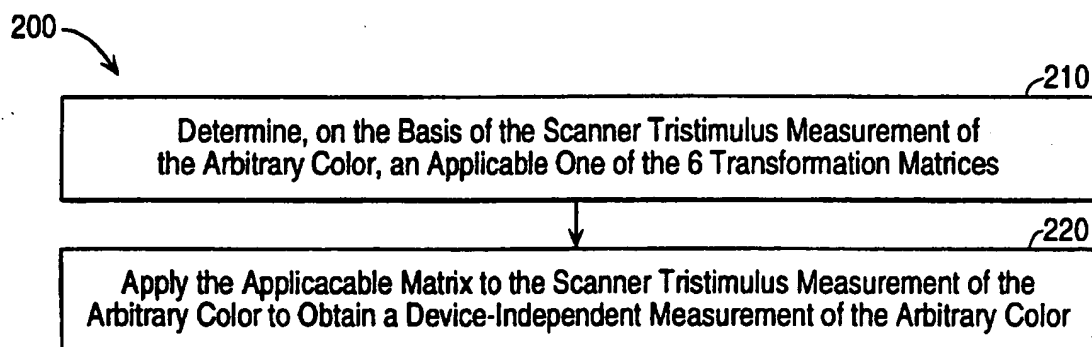 200
210
Determine, on the Basis of the Scanner Tristimulus Measurement of
the Arbitrary Color, an Applicable One of the 6 Transformation Matrices
220
Apply the Applicacable Matrix to the Scanner Tristimulus Measurement of the
Arbitrary Color to Obtain a Device-Independent Measurement of the Arbitrary Color